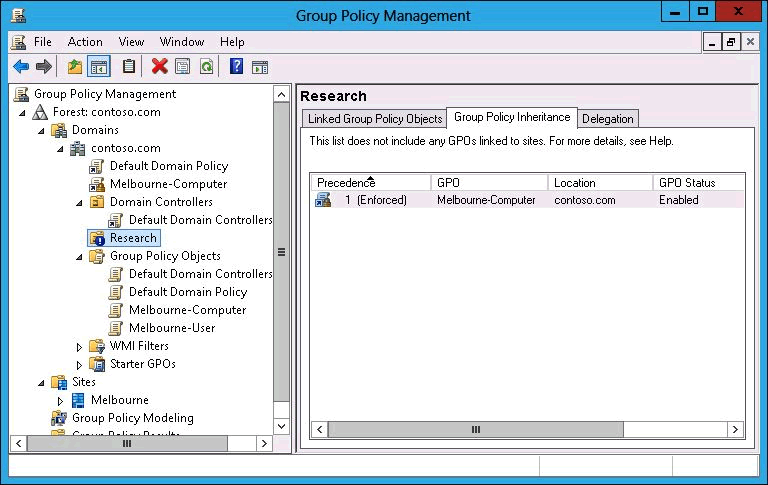 Group Policy Management
File Action View Window Help
Group Policy Management
Forest: contoso.com
Domains
contoso.com
Default Domain Policy
Melbourne-Computer
Domain Controllers
Default Domain Controllers
Research
Group Policy Objects
Default Domain Controllers
Default Domain Policy
Melbourne-Computer
Melbourne-User
WMI Filters
Starter GPOs
Sites
Melbourne
Group Policy Modeling
Group Policy Results
Research
Linked Group Policy Objects Group Policy Inheritance Delegation
This list does not include any GPOs linked to sites. For more details, see Help.
Precedence GPO Location GPO Status
1 (Enforced) Melbourne-Computer contoso.com Enabled